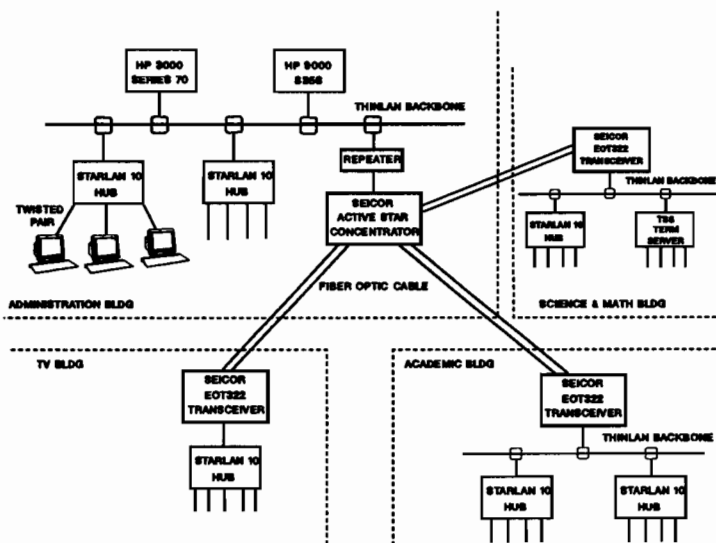 HP 3000
SERIES 70
HP 9000
THINLAN BACKBONE
REPEATER
STARLAN 10
HUB
STARLAN 10
HUB
TWISTED
PAIR
SEICOR
ACTIVE STAR
CONCENTRATOR
FIBER OPTIC CABLE
ADMINISTRATION BLDG
SEICOR
EOT322
TRANSCEIVER
THINLAN BACKBONE
STARLAN 10
HUB
TERM
SERVER
SCIENCE & MATH BLDG
TV BLDG
SEICOR
EOT322
TRANSCEIVER
STARLAN 10
HUB
ACADEMIC BLDG
SEICOR
EOT322
TRANSCEIVER
THINLAN BACKBONE
STARLAN 10
HUB
STARLAN 10
HUB